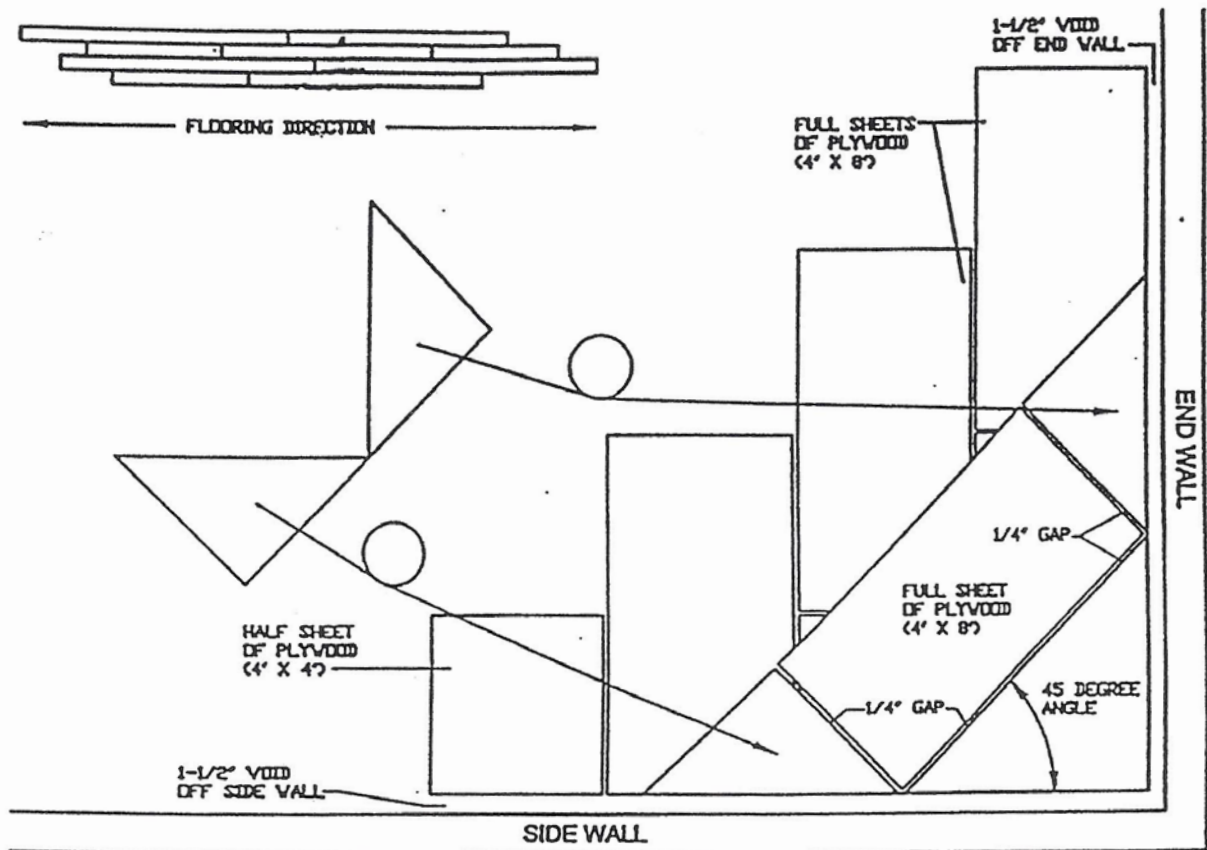 1-1/2" VOID
OFF END WALL
FLOORING DIRECTION
FULL SHEETS
OF PLYWOOD
(4' X 8')
END WALL
1/4" GAP
FULL SHEET
OF PLYWOOD
(4' X 8')
HALF SHEET
OF PLYWOOD
(4' X 4')
45 DEGREE
ANGLE
1/4" GAP
1-1/2" VOID
OFF SIDE WALL
SIDE WALL